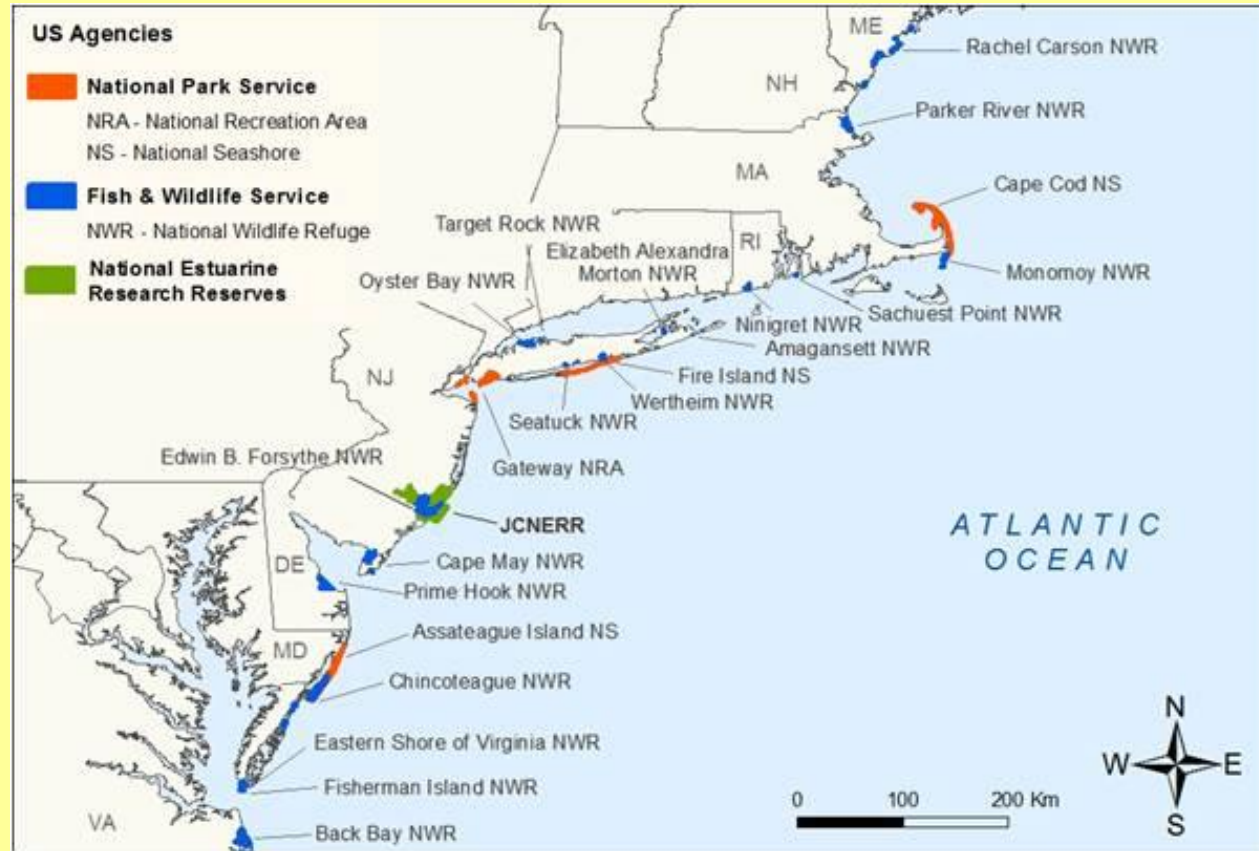 US Agencies
National Park Service
NRA - National Recreation Area
NS - National Seashore
Fish & Wildlife Service
NWR - National Wildlife Refuge
National Estuarine
Research Reserves
ME
Rachel Carson NWR
NH
Parker River NWR
MA
Cape Cod NS
Target Rock NWR
Elizabeth Alexandra
Morton NWR
RI
Oyster Bay NWR
Monomoy NWR
Sachuest Point NWR
Ninigret NWR
Amagansett NWR
NJ
Fire Island NS
Wertheim NWR
Seatuck NWR
Edwin B. Forsythe NWR
Gateway NRA
JCNERR
ATLANTIC
OCEAN
DE
Cape May NWR
Prime Hook NWR
Assateague Island NS
MD
Chincoteague NWR
Eastern Shore of Virginia NWR
Fisherman Island NWR
VA
Back Bay NWR
N
W
E
S
0 100 200 Km